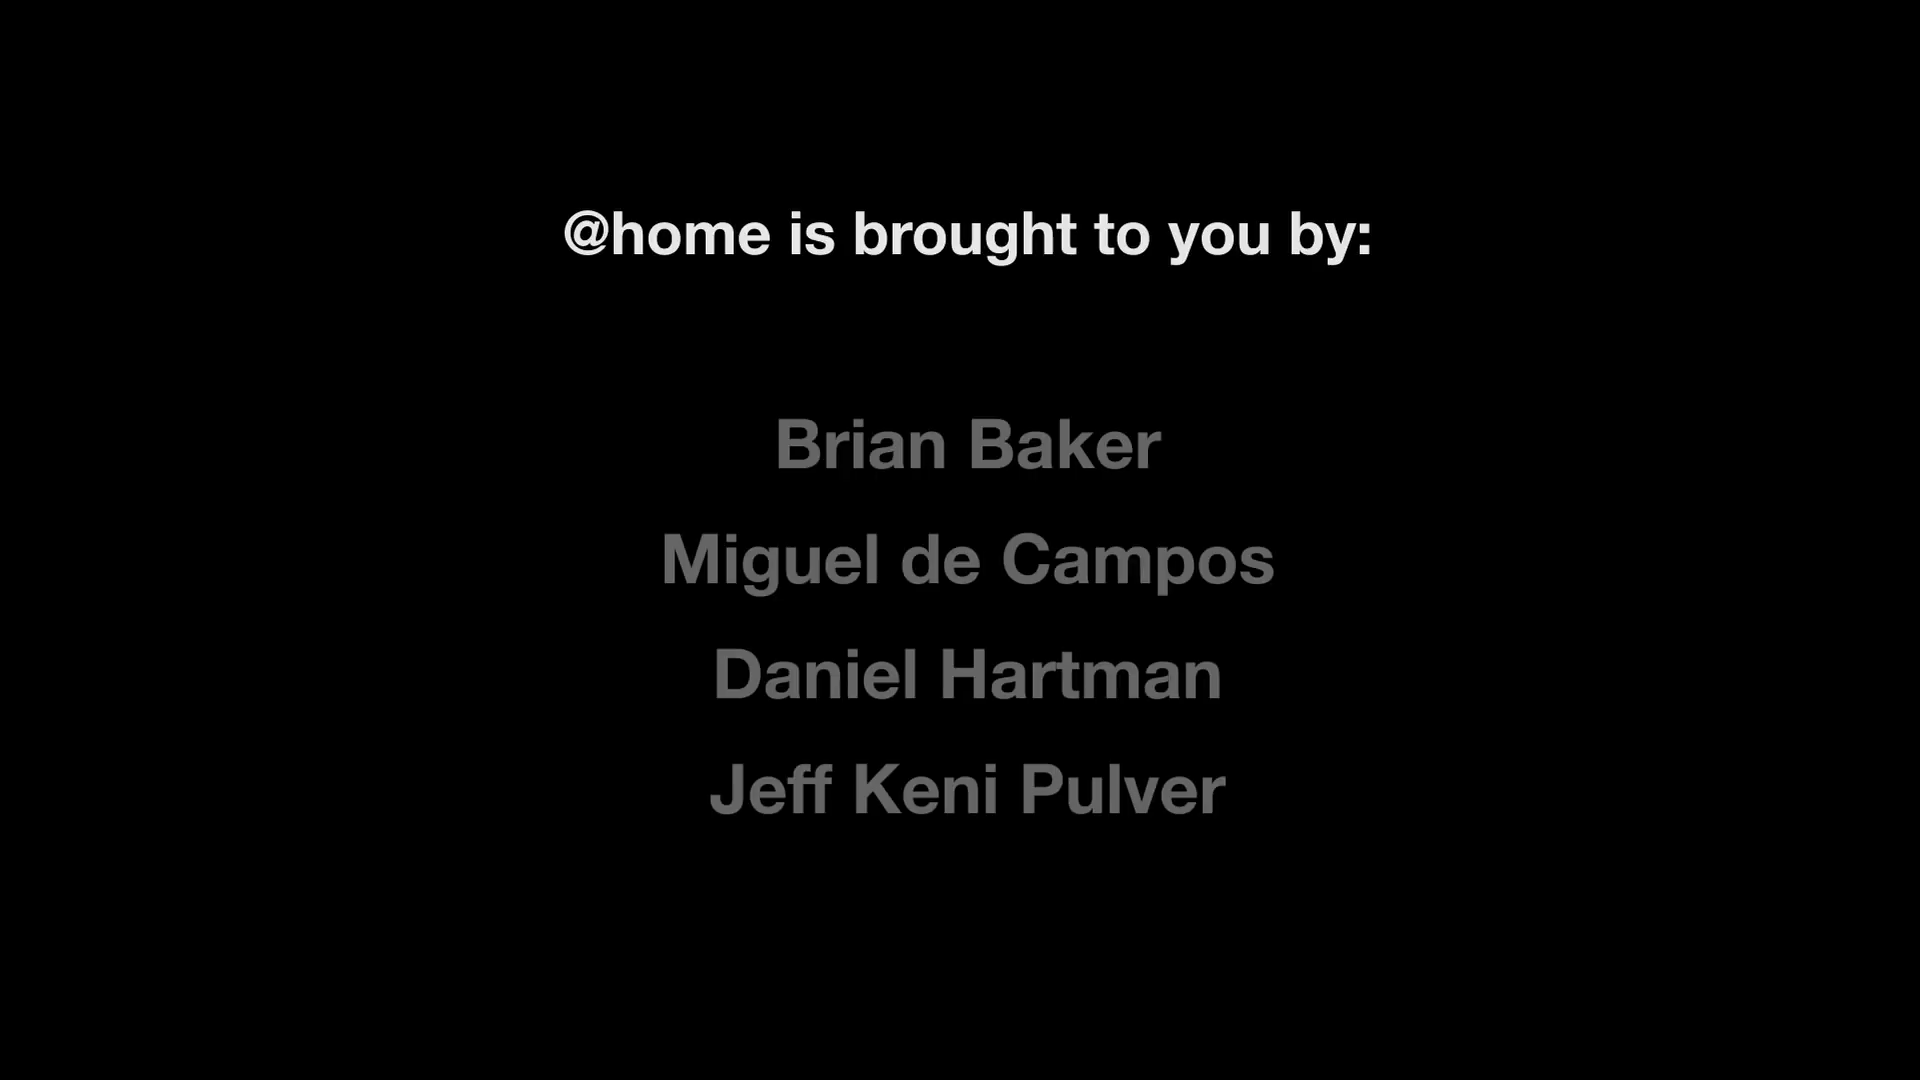 @home is brought to you by:
Brian Baker
Miguel de Campos
Daniel Hartman
Jeff Keni Pulver